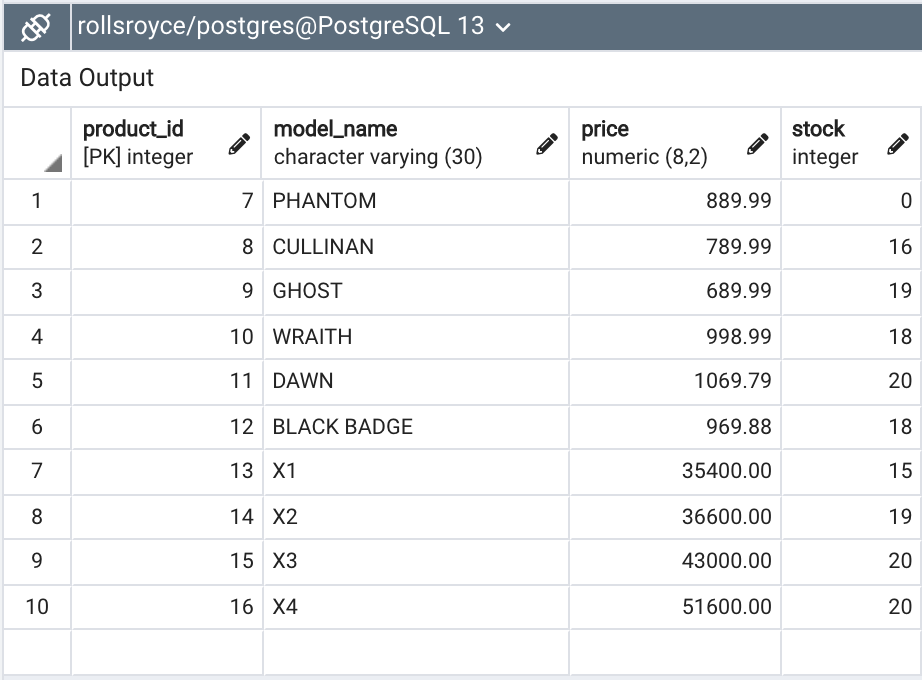 rollsroyce/postgres@PostgreSQL 13
Data Output
product_id model_name price stock
[PK] integer character varying (30) numeric (8,2) integer
1 7 PHANTOM 889.99 0
2 8 CULLINAN 789.99 16
3 9 GHOST 689.99 19
4 10 WRAITH 998.99 18
5 11 DAWN 1069.79 20
6 12 BLACK BADGE 969.88 18
7 13 X1 35400.00 15
8 14 X2 36600.00 19
9 15 X3 43000.00 20
10 16 X4 51600.00 20